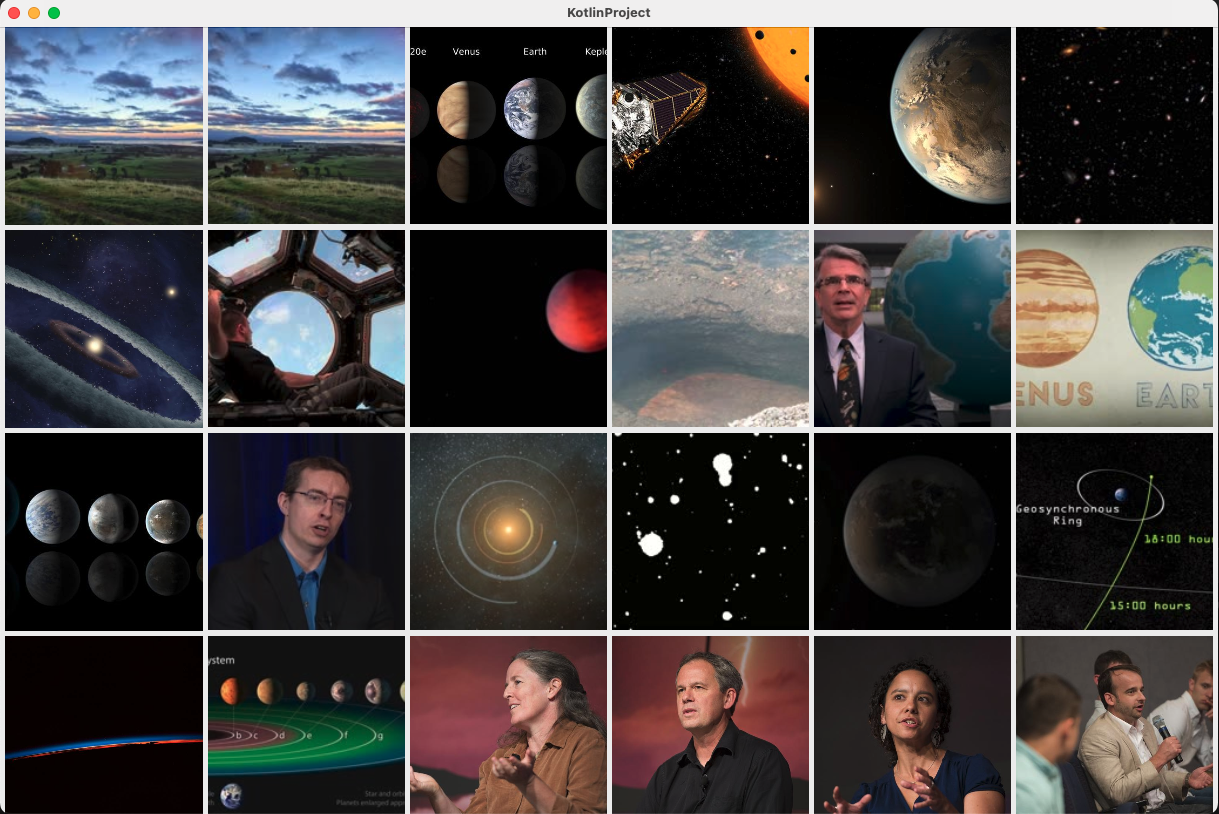 KotlinProject
20e Venus Earth Kepl
ENUS EART
Geosynchronous
Ring
18:00 hou
15:00 hours
ystem
b c d e f g
Star and orbi
Planets enlarged appr